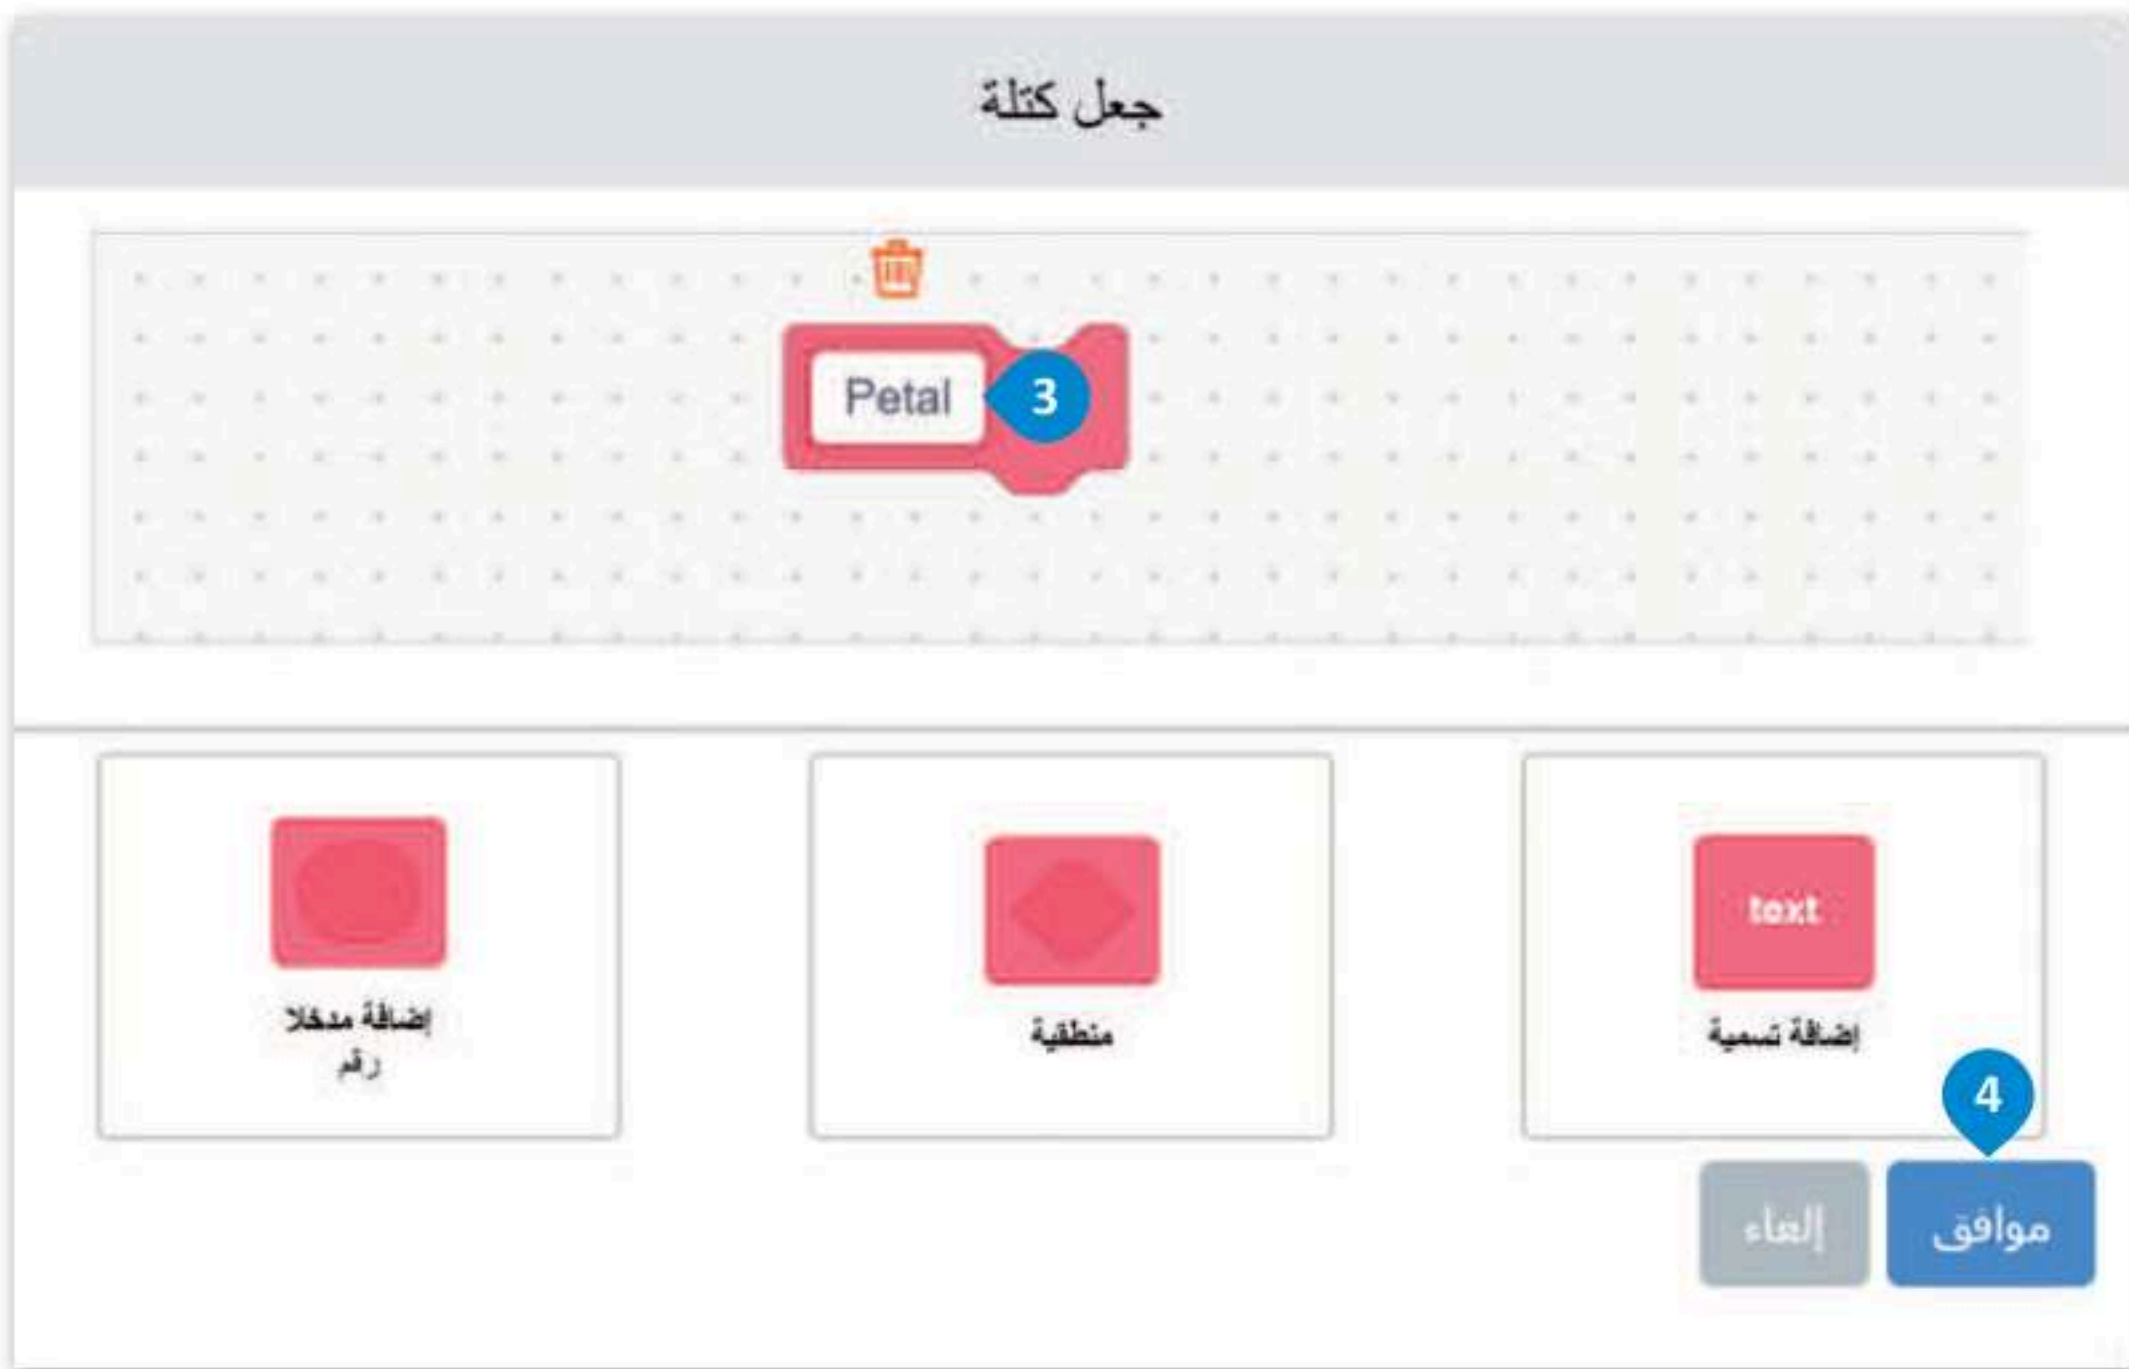 جعل كتلة
Petal
3
إضافة تسمية
text
منطقية
إضافة مدخلا
رقم
4
موافق
إلغاء